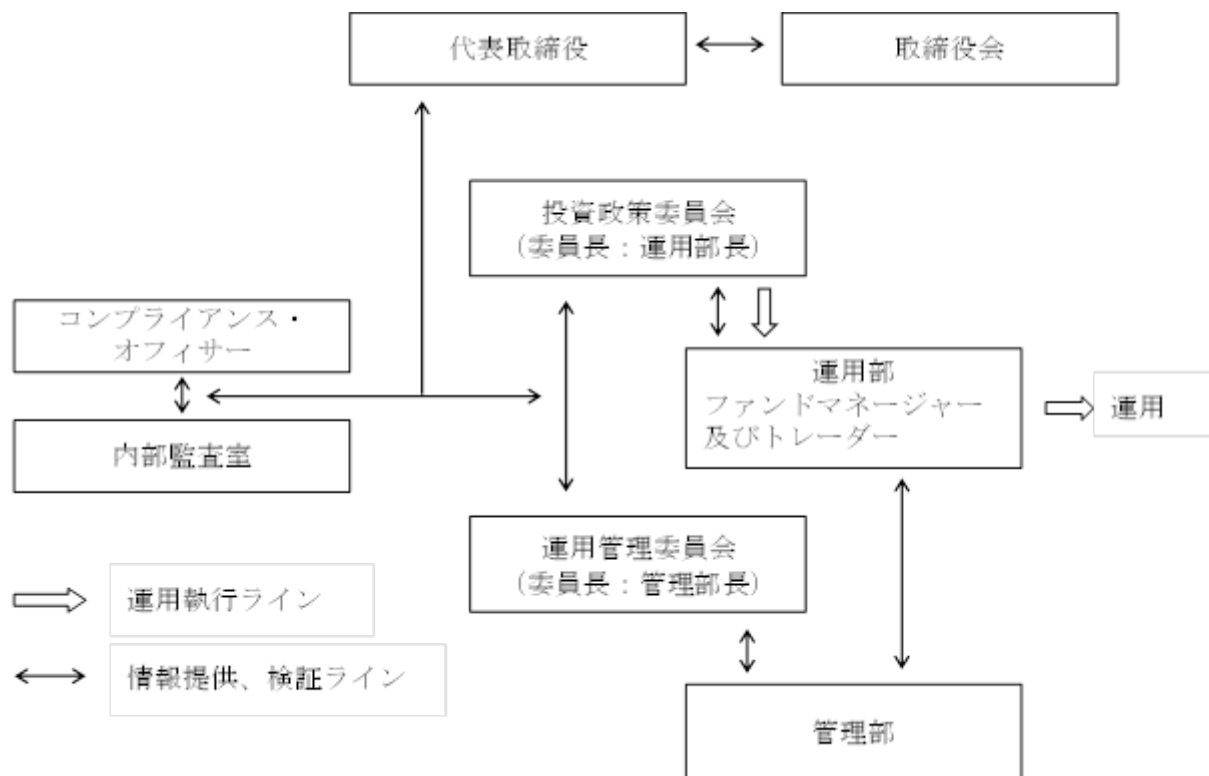 代表取締役
取締役会
投資政策委員会
(委員長：運用部長)
コンプライアンス・
オフィサー
運用部
ファンドマネージャー
及びトレーダー
運用
内部監査室
運用管理委員会
(委員長：管理部長)
運用執行ライン
情報提供、検証ライン
管理部